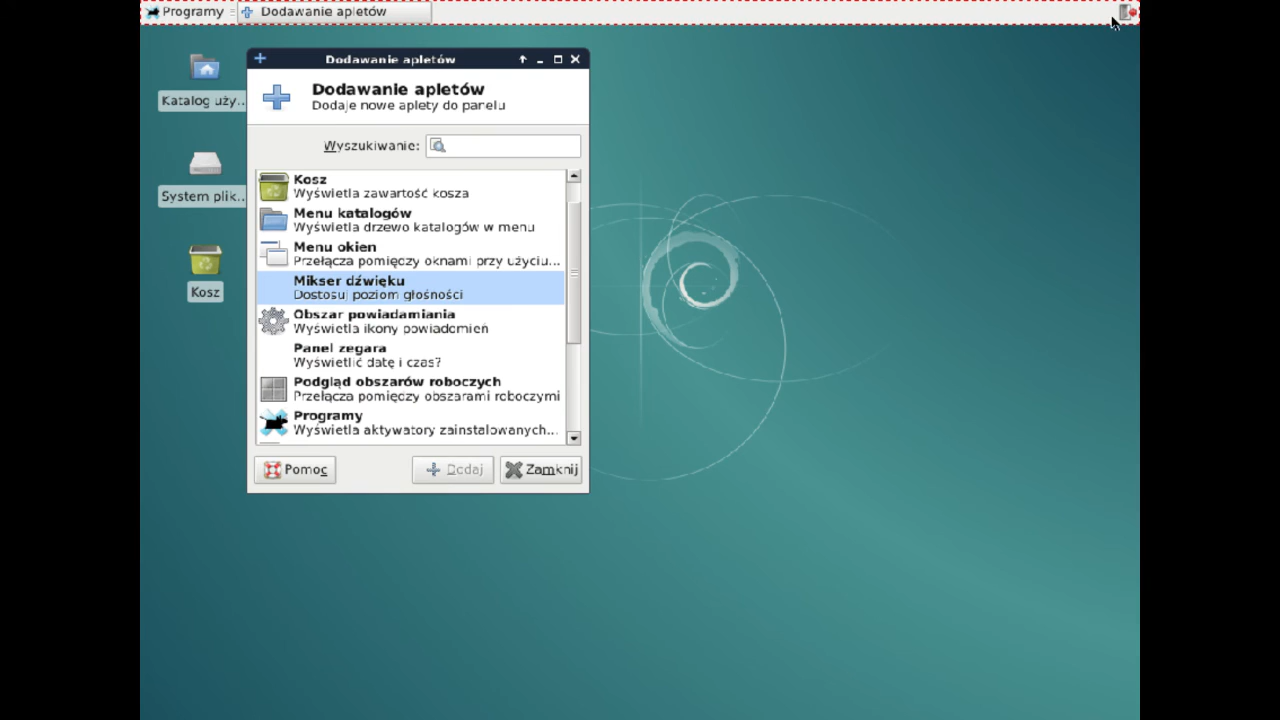 Programy
Dodawanie apletów
Katalog uży..
System plik..
Kosz
Dodawanie apletów
Dodawanie apletów
Dodaje nowe aplety do panelu
Wyszukiwanie:
Kosz
Wyświetla zawartość kosza
Menu katalogów
Wyświetla drzewo katalogów w menu
Menu okien
Przełącza pomiędzy oknami przy użyciu...
Mikser dźwięku
Dostosuj poziom głośności
Obszar powiadamiania
Wyświetla ikony powiadomień
Panel zegara
Wyświetlić datę i czas?
Podgląd obszarów roboczych
Przełącza pomiędzy obszarami roboczymi
Programy
Wyświetla aktywatory zainstalowanych...
Pomoc
Dodaj
Zamknij